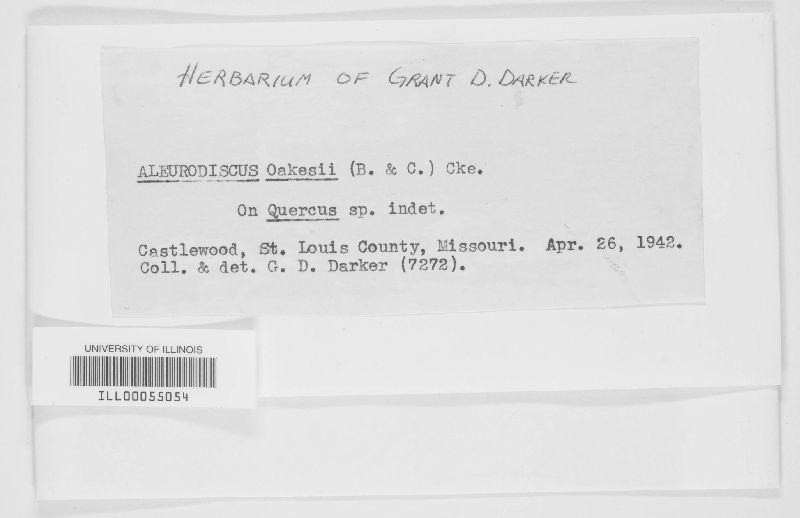 HERBARIUM OF GRANT D. DARKER
ALEURODISCUS Oakesii (B. & C.) Cke.
On Quercus sp. indet.
Castlewood, St. Louis County, Missouri. Apr. 26, 1942.
Coll. & det. G. D. Darker (7272).
UNIVERSITY OF ILLINOIS
ILL00055054